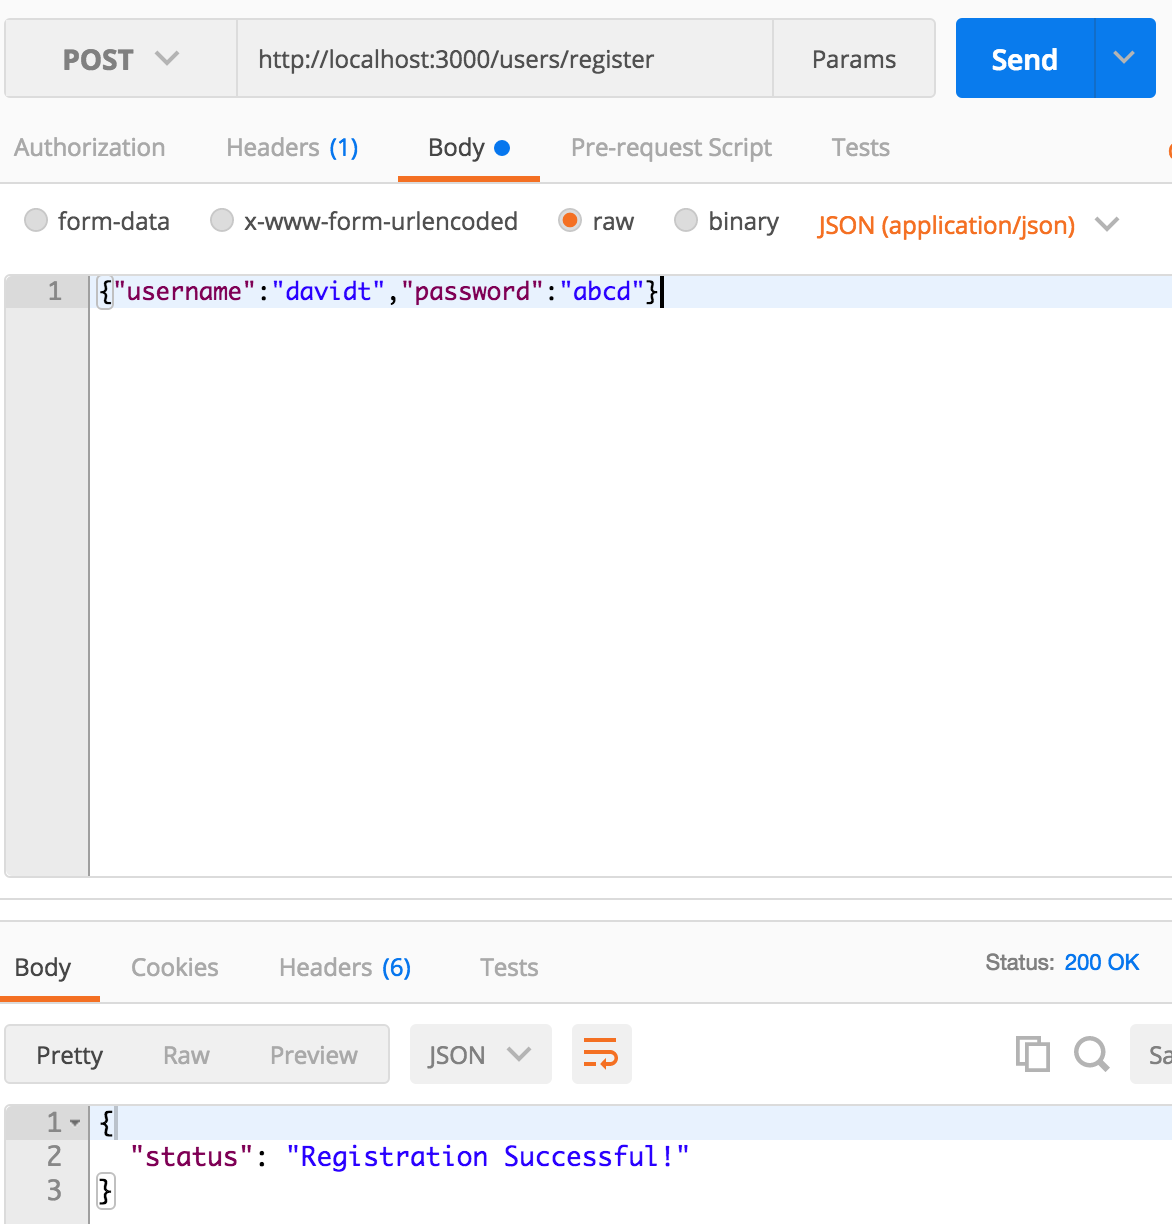 POST http://localhost:3000/users/register Params Send
Authorization Headers (1) Body Pre-request Script Tests
form-data x-www-form-urlencoded raw binary JSON (application/json)
1 {"username":"davidt","password":"abcd"}
Body Cookies Headers (6) Tests Status: 200 OK
Pretty Raw Preview JSON Sa
1 {
2 "status": "Registration Successful!"
3 }